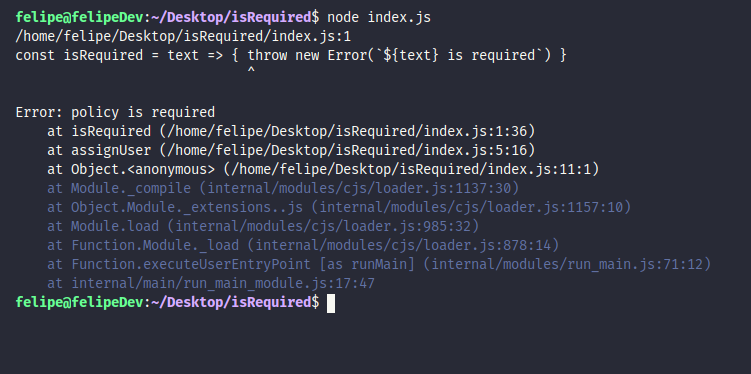 felipe@felipeDev:~/Desktop/isRequired$ node index.js
/home/felipe/Desktop/isRequired/index.js:1
const isRequired = text => { throw new Error(`${text} is required`) }
                             ^

Error: policy is required
    at isRequired (/home/felipe/Desktop/isRequired/index.js:1:36)
    at assignUser (/home/felipe/Desktop/isRequired/index.js:5:16)
    at Object.<anonymous> (/home/felipe/Desktop/isRequired/index.js:11:1)
    at Module._compile (internal/modules/cjs/loader.js:1137:30)
    at Object.Module._extensions..js (internal/modules/cjs/loader.js:1157:10)
    at Module.load (internal/modules/cjs/loader.js:985:32)
    at Function.Module._load (internal/modules/cjs/loader.js:878:14)
    at Function.executeUserEntryPoint [as runMain] (internal/modules/run_main.js:71:12)
    at internal/main/run_main_module.js:17:47
felipe@felipeDev:~/Desktop/isRequired$